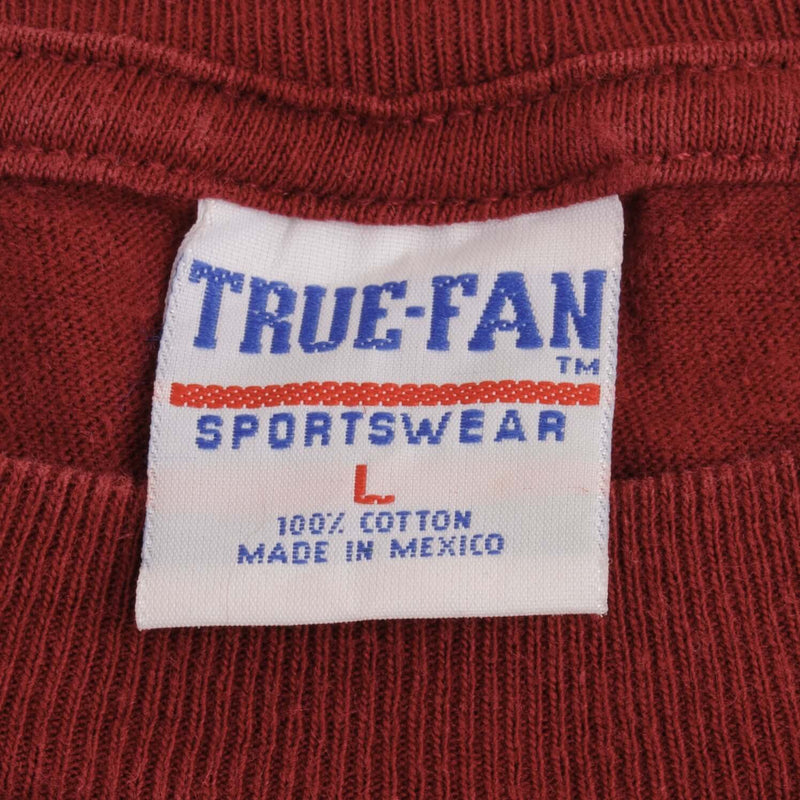 TRUE-FAN
TM
SPORTSWEAR
L
100% COTTON
MADE IN MEXICO